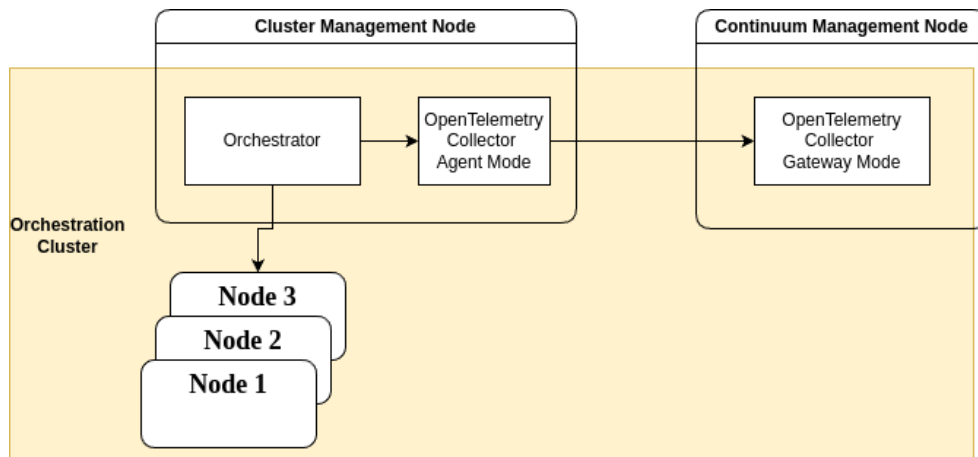 Cluster Management Node
Continuum Management Node
Orchestrator
OpenTelemetry
Collector
Agent Mode
OpenTelemetry
Collector
Gateway Mode
Orchestration
Cluster
Node 3
Node 2
Node 1